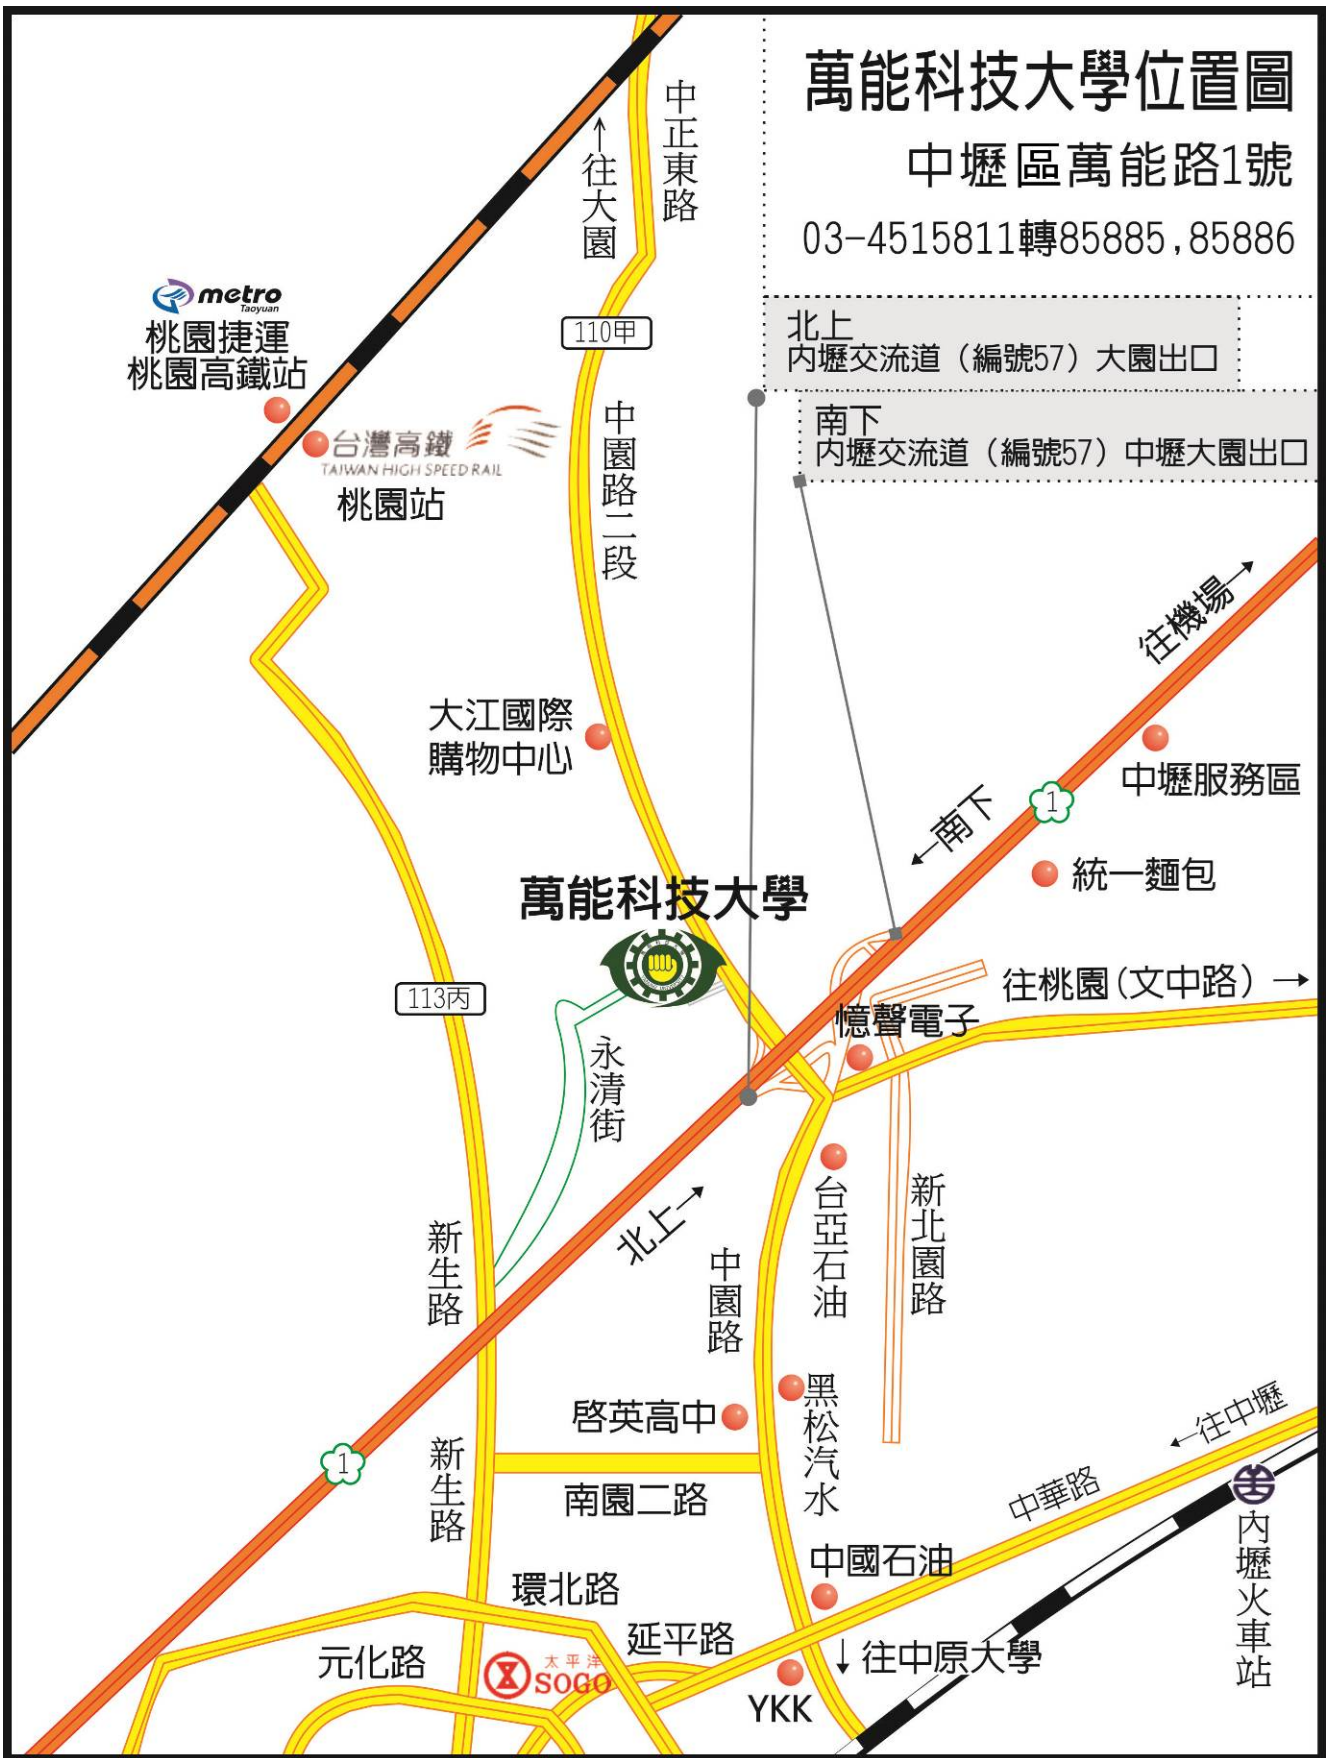 萬能科技大學位置圖
中壢區萬能路1號
03-4515811轉85885,85886
北上
內壢交流道（編號57）大園出口
南下
內壢交流道（編號57）中壢大園出口
中正東路
↑往大園
metro
Taoyuan
桃園捷運
桃園高鐵站
110甲
台灣高鐵
TAIWAN HIGH SPEED RAIL
桃園站
中園路二段
往機場
大江國際
購物中心
中壢服務區
1
←南下
統一麵包
萬能科技大學
113丙
往桃園(文中路) →
憶聲電子
永清街
台亞石油
新北園路
北上→
新生路
中園路
黑松汽水
啓英高中
←往中壢
1
新生路
南園二路
中華路
內壢火車站
中國石油
環北路
延平路
↓往中原大學
元化路
太平洋
SOGO
YKK